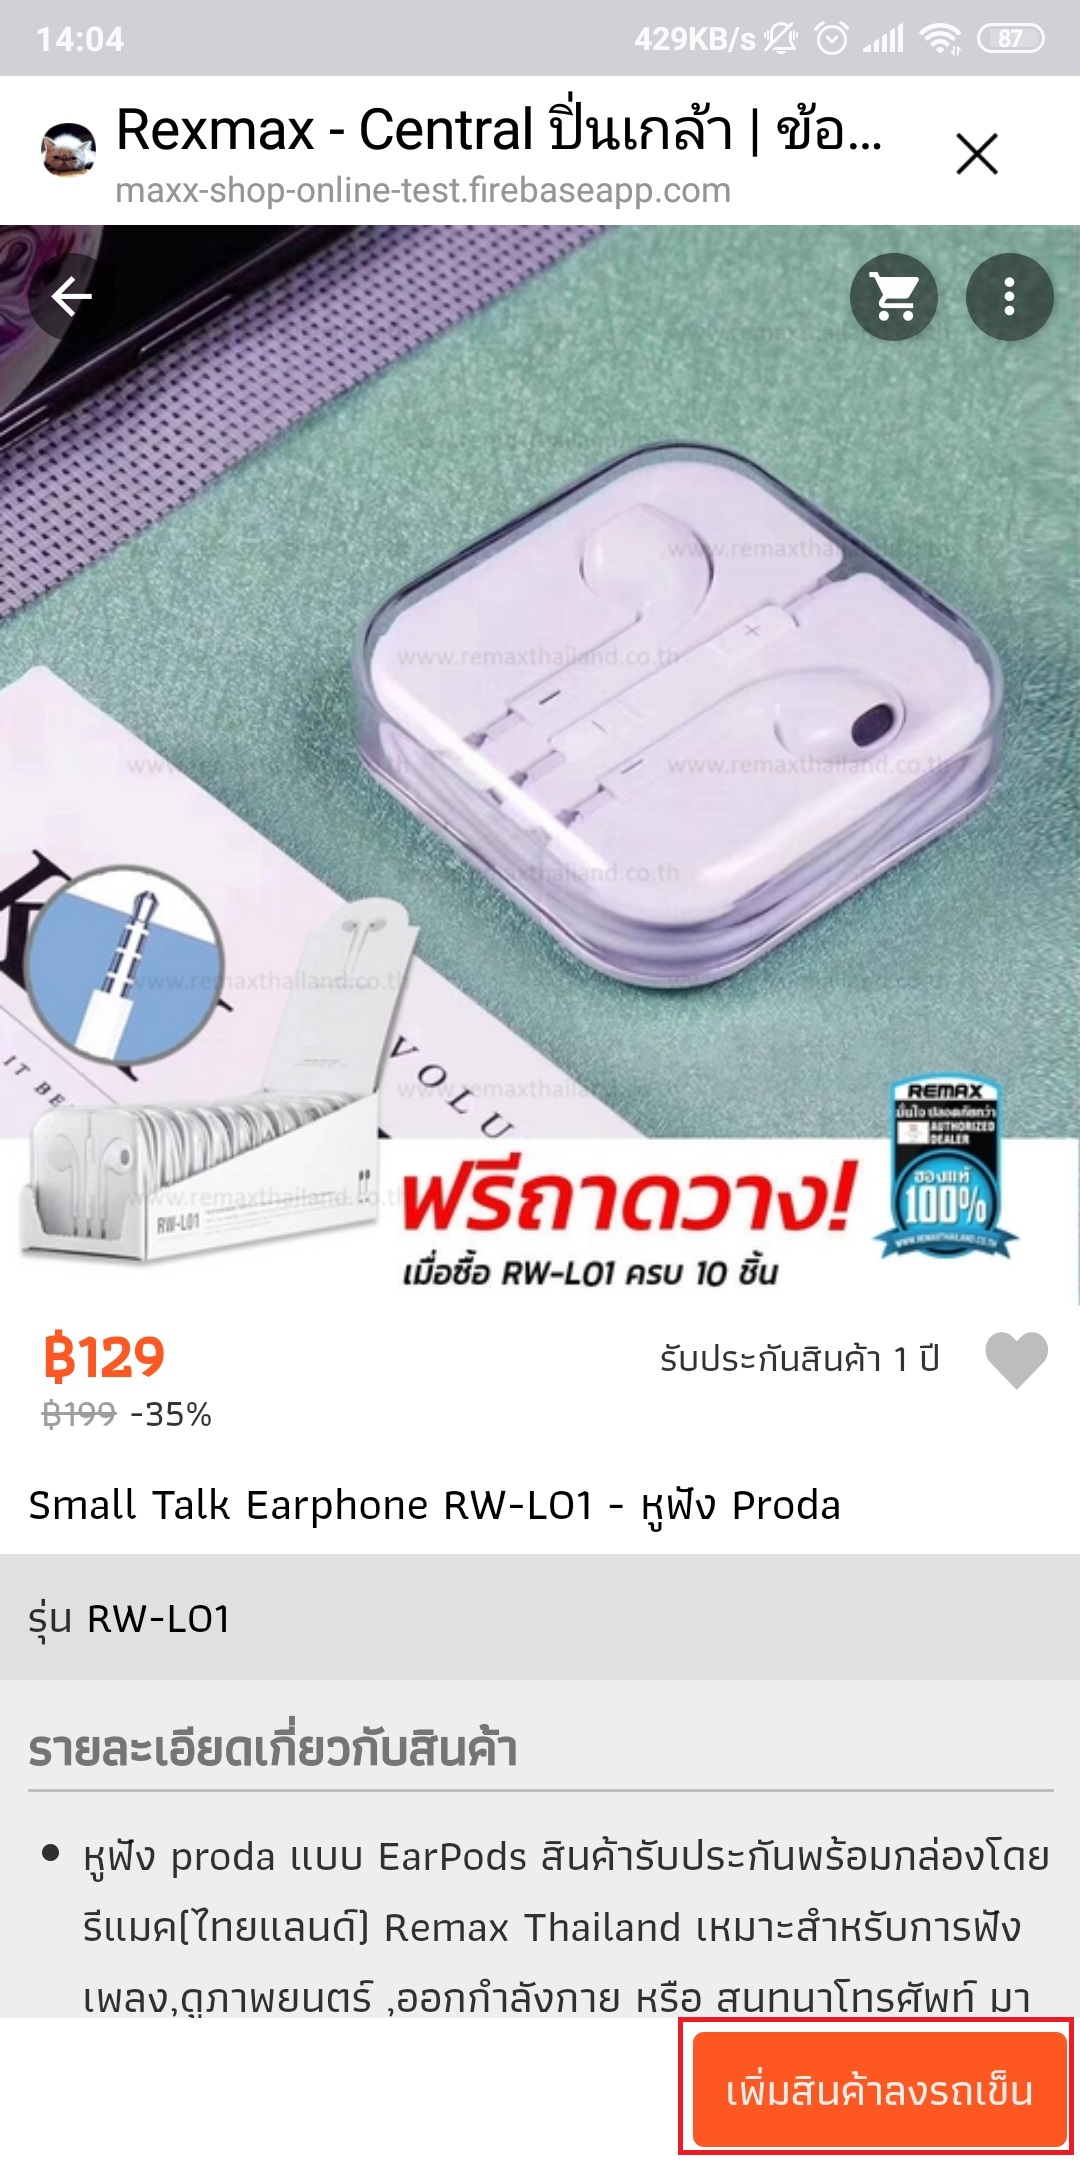 14:04
429KB/s
87
Rexmax - Central ปิ่นเกล้า | ข้อ...
maxx-shop-online-test.firebaseapp.com
www.remaxthailand.co.th
www.remaxthailand.co.th
www.remaxthailand.co.th
IT BE
VOLU
REMAX
มั่นใจ ปลอดภัยกว่า
AUTHORIZED
DEALER
ของแท้
100%
WWW.REMAXTHAILAND.CO.TH
RW-L01
ฟรีถาดวาง!
เมื่อซื้อ RW-L01 ครบ 10 ชิ้น
฿129
รับประกันสินค้า 1 ปี
฿199 -35%
Small Talk Earphone RW-L01 - หูฟัง Proda
รุ่น RW-L01
รายละเอียดเกี่ยวกับสินค้า
• หูฟัง proda แบบ EarPods สินค้ารับประกันพร้อมกล่องโดย
รีแมค(ไทยแลนด์) Remax Thailand เหมาะสำหรับการฟัง
เพลง,ดูภาพยนตร์ ,ออกกำลังกาย หรือ สนทนาโทรศัพท์ มา
เพิ่มสินค้าลงรถเข็น